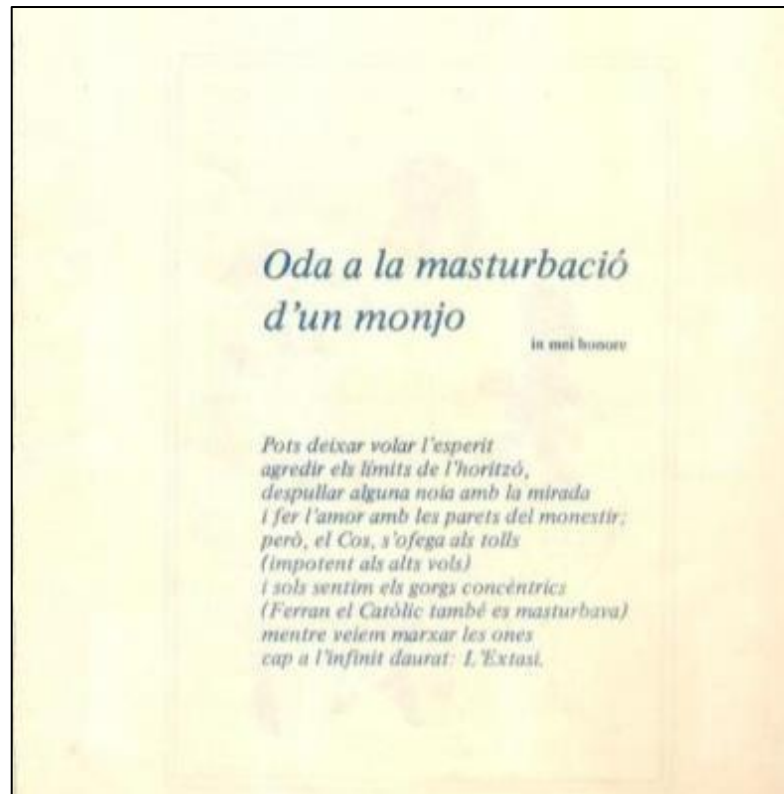 Oda a la masturbació
d'un monjo
in mei honore
Pots deixar volar l'esperit
agredir els límits de l'horitzó,
despullar alguna noia amb la mirada
i fer l'amor amb les parets del monestir;
però, el Cos, s'ofega als tolls
(impotent als alts vols)
i sols sentim els gorgs concèntrics
(Ferran el Catòlic també es masturbava)
mentre veiem marxar les ones
cap a l'infinit daurat: L'Extasi.